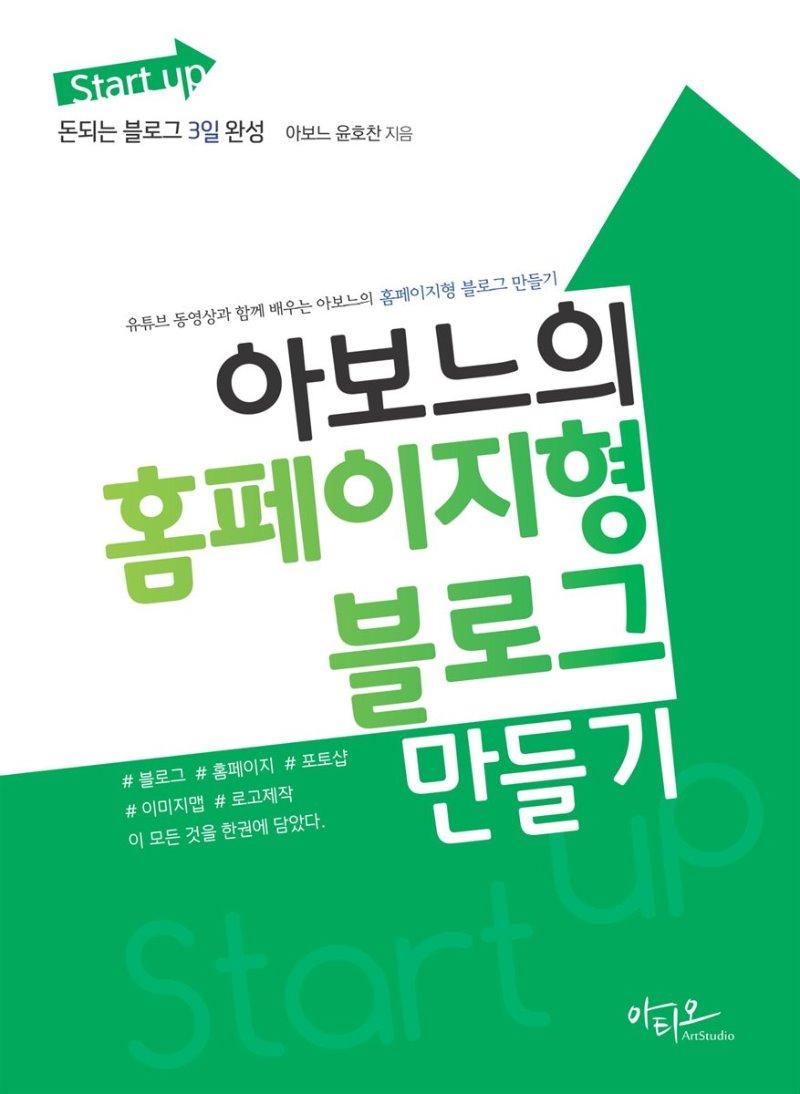 Start up
돈되는 블로그 3일 완성 아보느 윤호찬 지음
유튜브 동영상과 함께 배우는 아보느의 홈페이지형 블로그 만들기
아보느의
홈페이지형
블로그
만들기
# 블로그 # 홈페이지 # 포토샵
# 이미지맵 # 로고제작
이 모든 것을 한권에 담았다.
Start up
아티오
ArtStudio